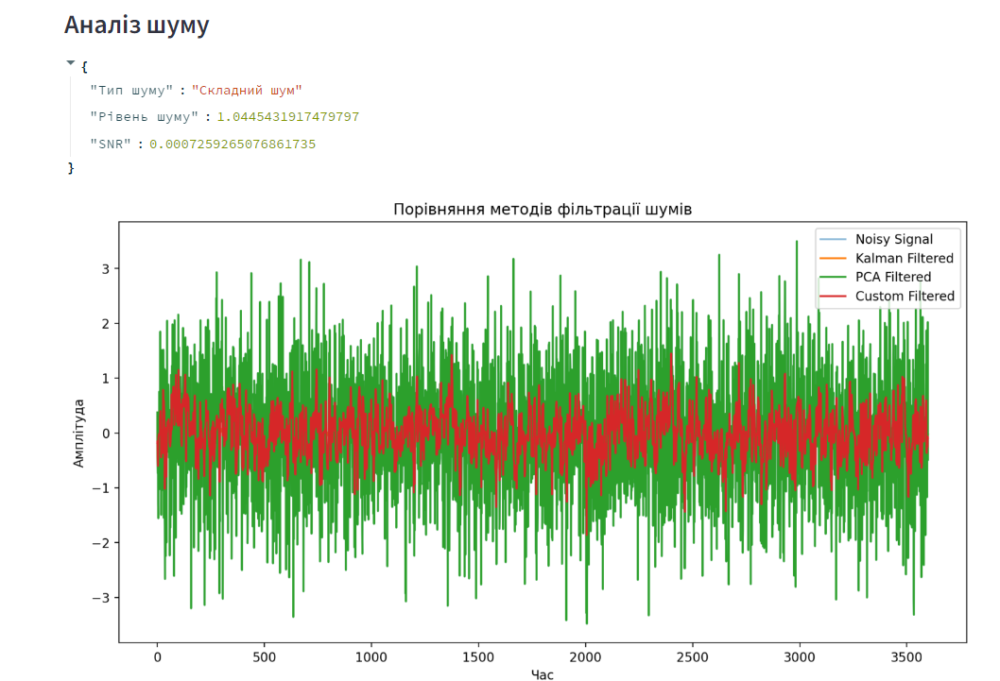 Аналіз шуму
{
"Тип шуму" : "Складний шум"
"Рівень шуму" : 1.0445431917479797
"SNR" : 0.0007259265076861735
}
Порівняння методів фільтрації шумів
Noisy Signal
Kalman Filtered
PCA Filtered
Custom Filtered
3
2
1
0
−1
−2
−3
Амплітуда
0 500 1000 1500 2000 2500 3000 3500
Час